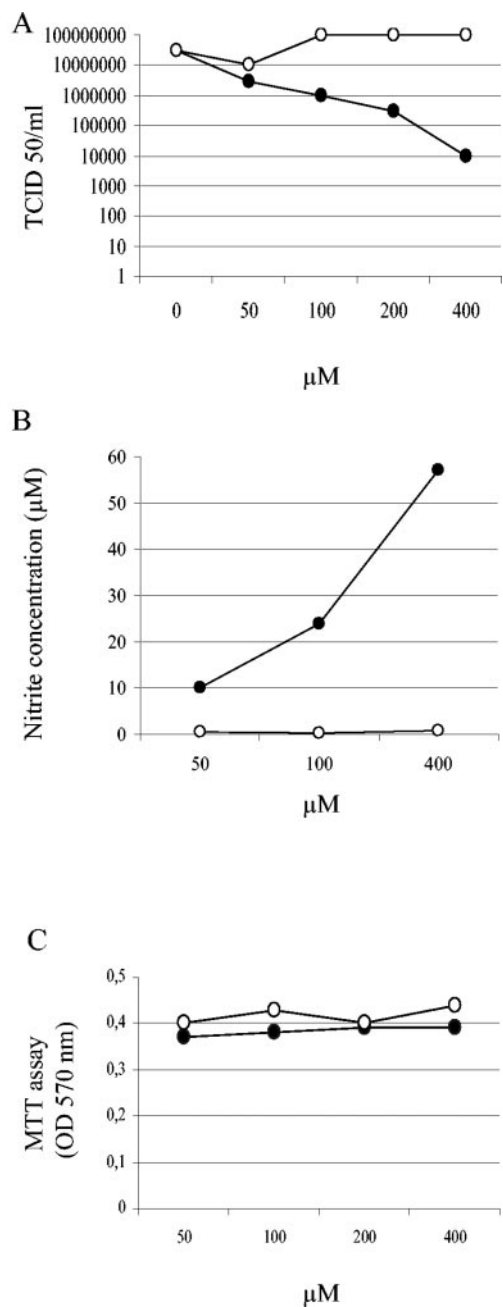 A
TCID 50/ml
100000000
10000000
1000000
100000
10000
1000
100
10
1
0 50 100 200 400
µM
B
Nitrite concentration (µM)
60
50
40
30
20
10
0
50 100 400
µM
C
MTT assay
(OD 570 nm)
0,5
0,4
0,3
0,2
0,1
0
50 100 200 400
µM